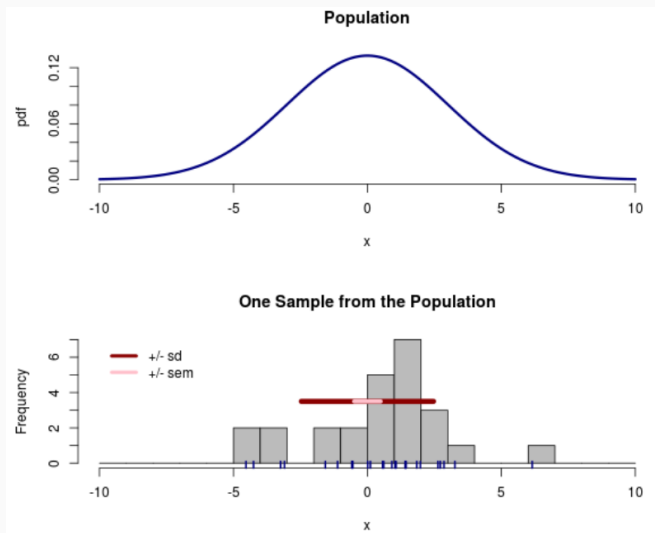 Population
pdf
0.12
0.06
0.00
-10 -5 0 5 10
x
One Sample from the Population
+/- sd
+/- sem
Frequency
6
4
2
0
-10 -5 0 5 10
x